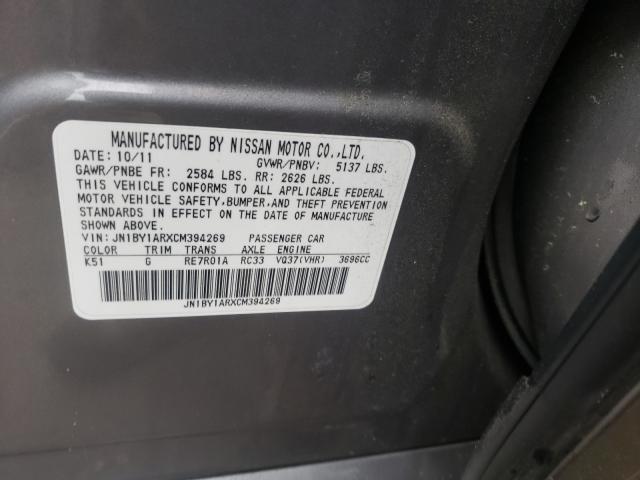 MANUFACTURED BY NISSAN MOTOR CO.,LTD.
DATE: 10/11 GVWR/PNBV: 5137 LBS.
GAWR/PNBE FR: 2584 LBS. RR: 2626 LBS.
THIS VEHICLE CONFORMS TO ALL APPLICABLE FEDERAL
MOTOR VEHICLE SAFETY,BUMPER,AND THEFT PREVENTION
STANDARDS IN EFFECT ON THE DATE OF MANUFACTURE
SHOWN ABOVE.
VIN: JN1BY1ARXCM394269 PASSENGER CAR
COLOR TRIM TRANS AXLE ENGINE
K51 G RE7R01A RC33 VQ37(VHR) 3696CC
JN1BY1ARXCM394269